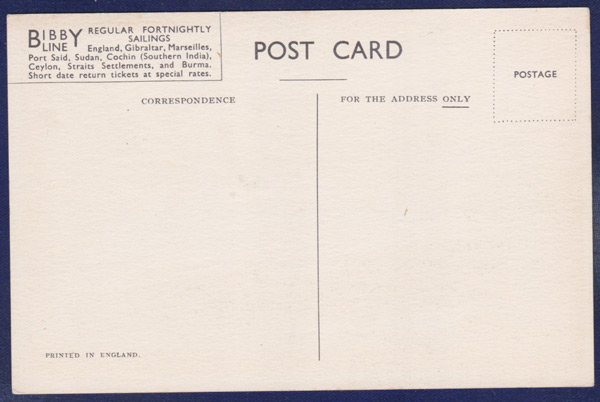 BIBBY LINE
REGULAR FORTNIGHTLY
SAILINGS
England, Gibraltar, Marseilles,
Port Said, Sudan, Cochin (Southern India),
Ceylon, Straits Settlements, and Burma.
Short date return tickets at special rates.
POST CARD
POSTAGE
CORRESPONDENCE
FOR THE ADDRESS ONLY
PRINTED IN ENGLAND.